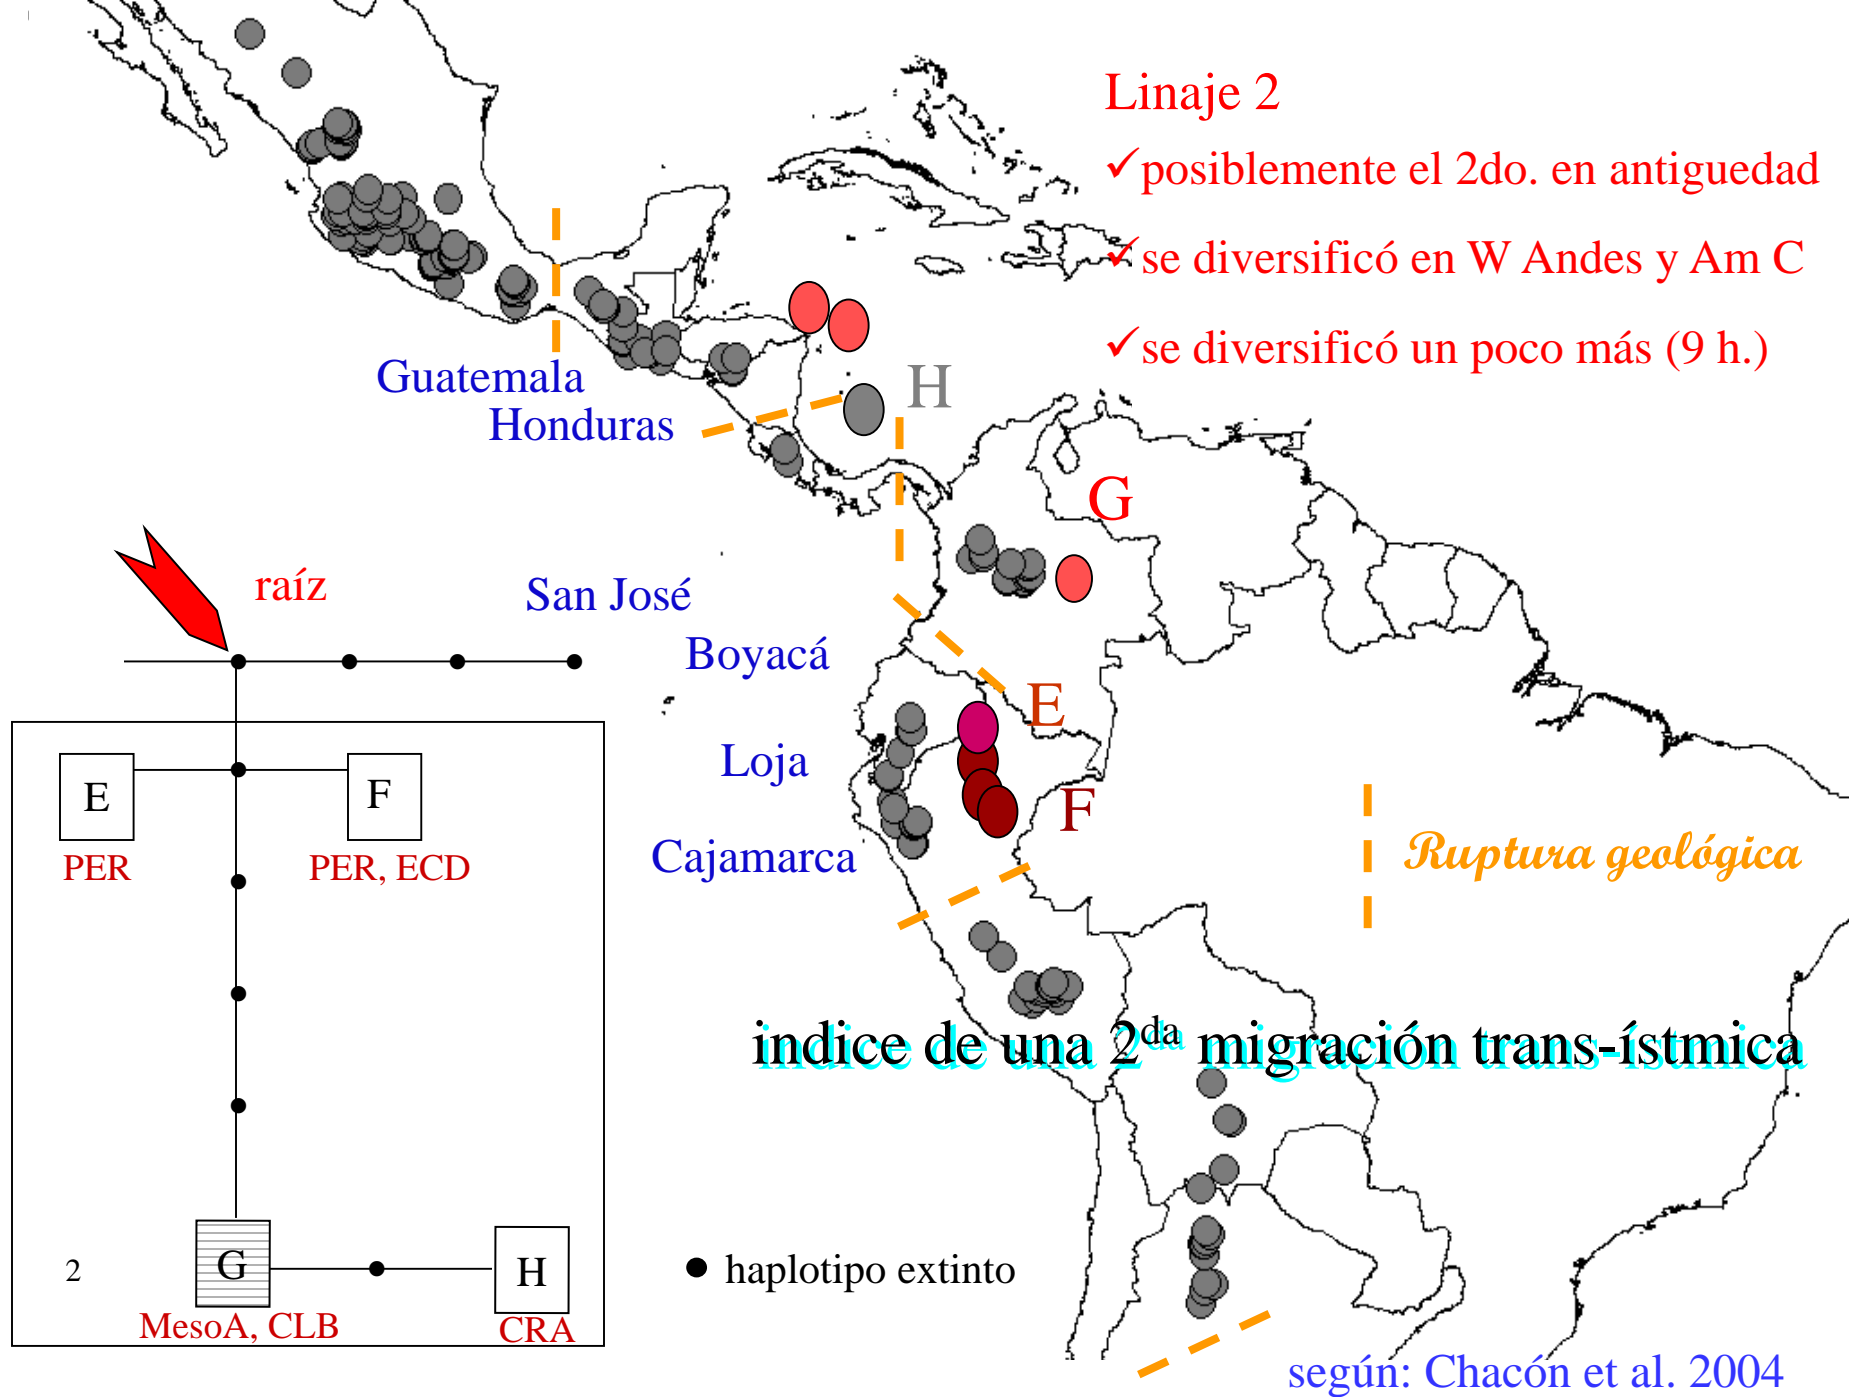 Linaje 2
✓posiblemente el 2do. en antiguedad
✓se diversificó en W Andes y Am C
✓se diversificó un poco más (9 h.)
Guatemala
Honduras
H
G
raíz
San José
Boyacá
E
Loja
F
Cajamarca
Ruptura geológica
E
F
PER
PER, ECD
indice de una 2da migración trans-ístmica
2
G
H
MesoA, CLB
CRA
haplotipo extinto
según: Chacón et al. 2004